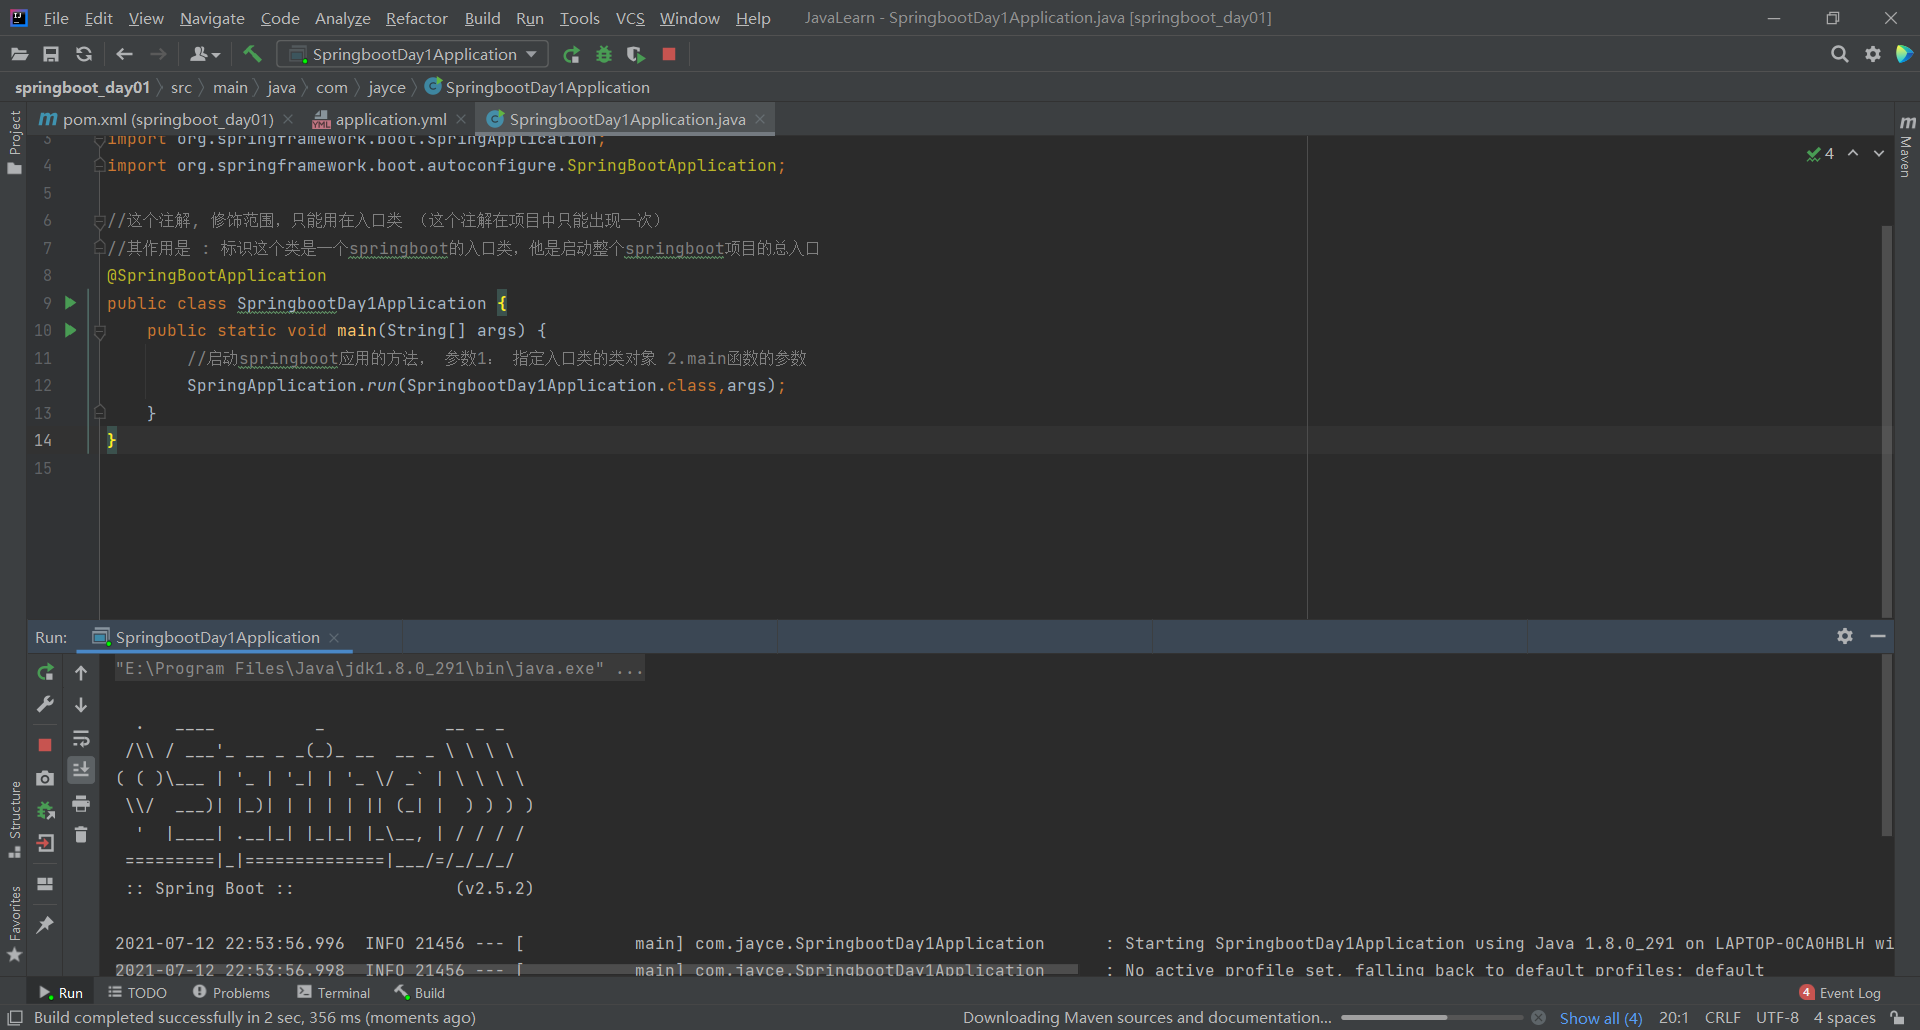 File Edit View Navigate Code Analyze Refactor Build Run Tools VCS Window Help JavaLearn - SpringbootDay1Application.java [springboot_day01]
SpringbootDay1Application
springboot_day01 src main java com jayce SpringbootDay1Application
Project
pom.xml (springboot_day01) application.yml SpringbootDay1Application.java
Maven
4
3 import org.springframework.boot.SpringApplication;
4 import org.springframework.boot.autoconfigure.SpringBootApplication;
5
6 //这个注解, 修饰范围，只能用在入口类 （这个注解在项目中只能出现一次）
7 //其作用是 : 标识这个类是一个springboot的入口类，他是启动整个springboot项目的总入口
8 @SpringBootApplication
9 public class SpringbootDay1Application {
10 public static void main(String[] args) {
11 //启动springboot应用的方法， 参数1： 指定入口类的类对象 2.main函数的参数
12 SpringApplication.run(SpringbootDay1Application.class,args);
13 }
14 }
15
Run: SpringbootDay1Application
"E:\Program Files\Java\jdk1.8.0_291\bin\java.exe" ...
  .   ____          _            __ _ _
 /\\ / ___'_ __ _ _(_)_ __  __ _ \ \ \ \
( ( )\___ | '_ | '_| | '_ \/ _` | \ \ \ \
 \\/  ___)| |_)| | | | | || (_| |  ) ) ) )
  '  |____| .__|_| |_|_| |_\__, | / / / /
 =========|_|==============|___/=/_/_/_/
 :: Spring Boot ::                (v2.5.2)
2021-07-12 22:53:56.996  INFO 21456 --- [           main] com.jayce.SpringbootDay1Application      : Starting SpringbootDay1Application using Java 1.8.0_291 on LAPTOP-0CA0HBLH wi
2021-07-12 22:53:56.998  INFO 21456 --- [           main] com.jayce.SpringbootDay1Application      : No active profile set, falling back to default profiles: default
Structure
Favorites
Run TODO Problems Terminal Build 4 Event Log
Build completed successfully in 2 sec, 356 ms (moments ago) Downloading Maven sources and documentation... Show all (4) 20:1 CRLF UTF-8 4 spaces